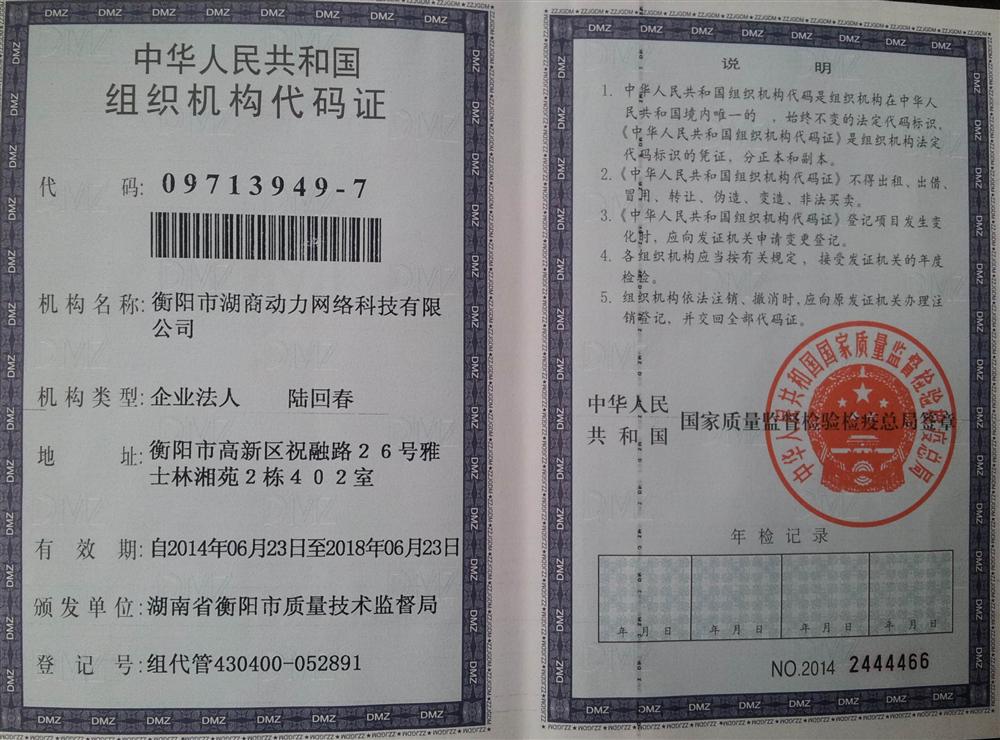 中华人民共和国
组织机构代码证
代 码: 09713949-7
机构名称: 衡阳市湖商动力网络科技有限
公司
机构类型: 企业法人 陆回春
地 址: 衡阳市高新区祝融路２６号雅
士林湘苑２栋４０２室
有 效 期: 自2014年06月23日至2018年06月23日
颁发单位: 湖南省衡阳市质量技术监督局
登 记 号: 组代管430400-052891
说 明
1. 中华人民共和国组织机构代码是组织机构在中华人
民共和国境内唯一的 ，始终不变的法定代码标识，
《中华人民共和国组织机构代码证》是组织机构法定
代码标识的凭证，分正本和副本。
2.《中华人民共和国组织机构代码证》不得出租、出借、
冒用、转让、伪造、变造、非法买卖。
3.《中华人民共和国组织机构代码证》登记项目发生变
化时，应向发证机关申请变更登记。
4. 各组织机构应当按有关规定，接受发证机关的年度
检验。
5. 组织机构依法注销、撤消时，应向原发证机关办理注
销登记，并交回全部代码证。
中华人民
共 和 国 国家质量监督检验检疫总局签章
中华人民共和国国家质量监督检验检疫总局
年检记录
年 月 日 年 月 日 年 月 日 年 月 日
NO.2014 2444466